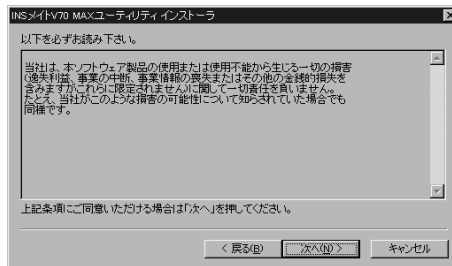 INSメイトV70 MAXユーティリティ インストーラ
以下を必ずお読み下さい。
当社は、本ソフトウェア製品の使用または使用不能から生じる一切の損害
(逸失利益、事業の中断、事業情報の喪失またはその他の金銭的損失を
含みますがこれらに限定されません)に関して一切責任を負いません。
たとえ、当社がこのような損害の可能性について知らされていた場合でも
同様です。
上記条項にご同意いただける場合は「次へ」を押してください。
< 戻る(B) 次へ(N) > キャンセル